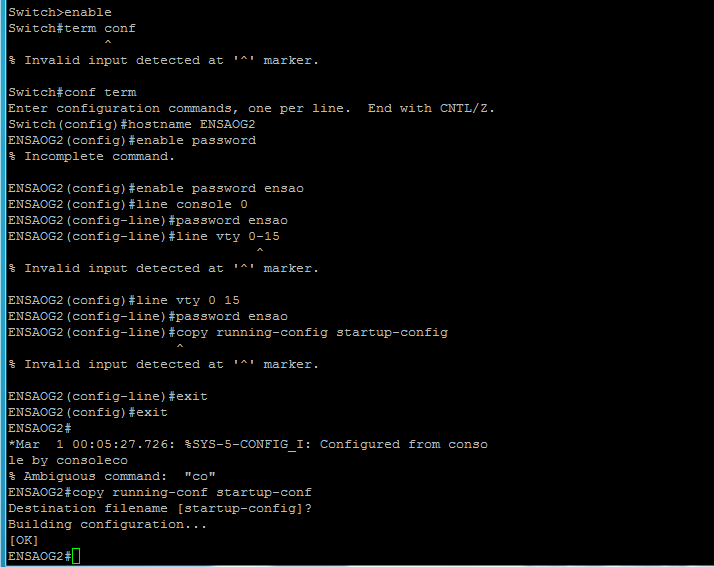 Switch>enable
Switch#term conf
^
% Invalid input detected at '^' marker.
Switch#conf term
Enter configuration commands, one per line.  End with CNTL/Z.
Switch(config)#hostname ENSAOG2
ENSAOG2(config)#enable password
% Incomplete command.
ENSAOG2(config)#enable password ensao
ENSAOG2(config)#line console 0
ENSAOG2(config-line)#password ensao
ENSAOG2(config-line)#line vty 0-15
^
% Invalid input detected at '^' marker.
ENSAOG2(config)#line vty 0 15
ENSAOG2(config-line)#password ensao
ENSAOG2(config-line)#copy running-config startup-config
^
% Invalid input detected at '^' marker.
ENSAOG2(config-line)#exit
ENSAOG2(config)#exit
ENSAOG2#
*Mar  1 00:05:27.726: %SYS-5-CONFIG_I: Configured from conso
le by consoleco
% Ambiguous command:  "co"
ENSAOG2#copy running-conf startup-conf
Destination filename [startup-config]?
Building configuration...
[OK]
ENSAOG2#